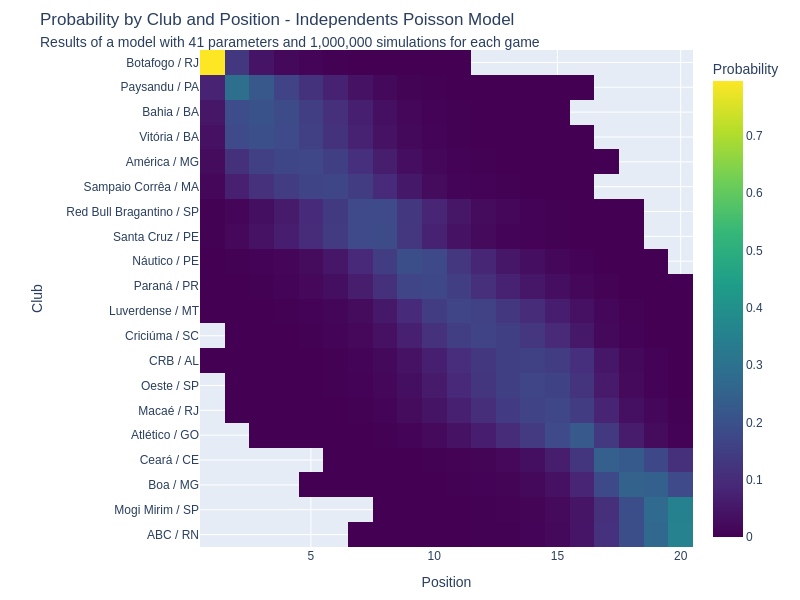 Probability by Club and Position - Independents Poisson Model
Results of a model with 41 parameters and 1,000,000 simulations for each game
Probability
Club
Botafogo / RJ
Paysandu / PA
Bahia / BA
Vitória / BA
América / MG
Sampaio Corrêa / MA
Red Bull Bragantino / SP
Santa Cruz / PE
Náutico / PE
Paraná / PR
Luverdense / MT
Criciúma / SC
CRB / AL
Oeste / SP
Macaé / RJ
Atlético / GO
Ceará / CE
Boa / MG
Mogi Mirim / SP
ABC / RN
0.7
0.6
0.5
0.4
0.3
0.2
0.1
0
5 10 15 20
Position